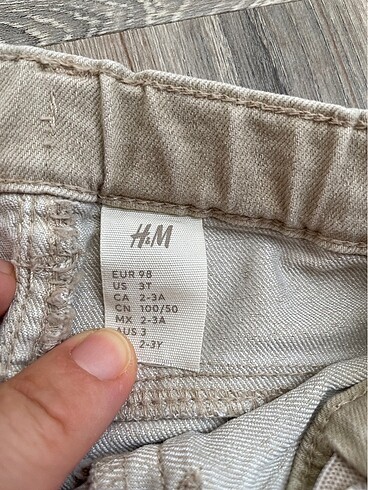 H&M
EUR 98
US 3T
CA 2-3A
CN 100/50
MX 2-3A
AUS 3
2-3Y